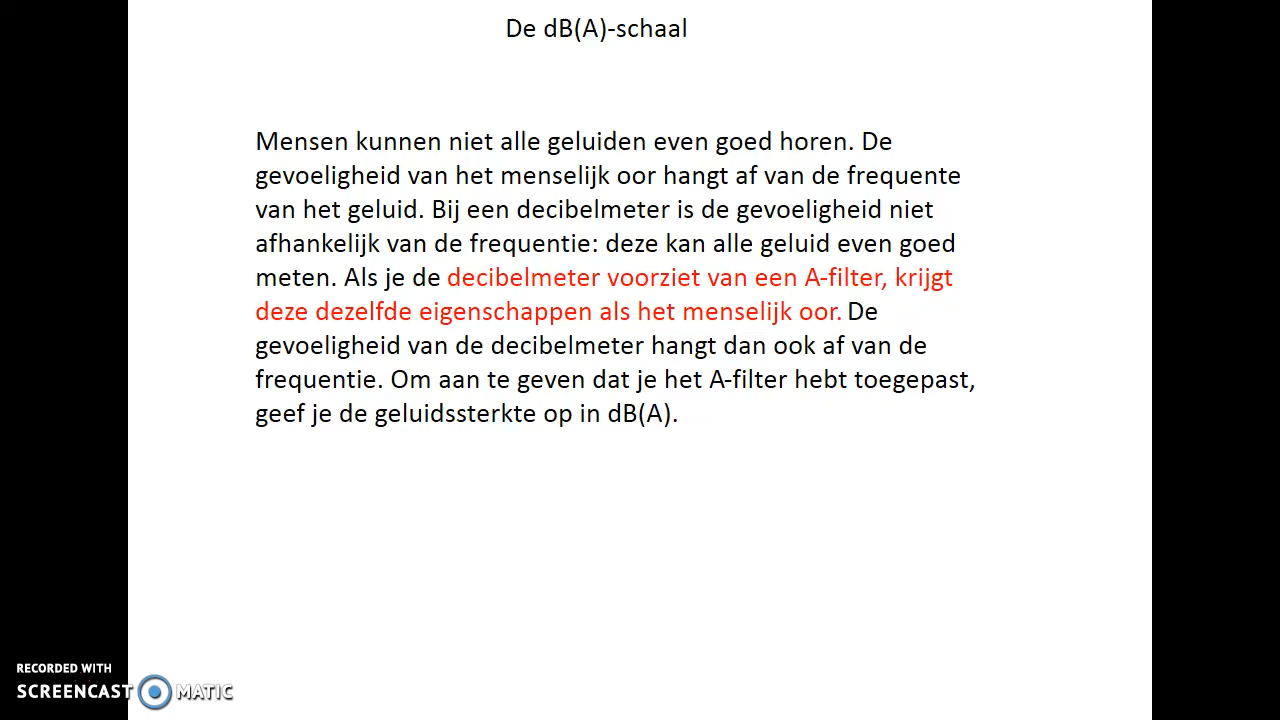 De dB(A)-schaal
Mensen kunnen niet alle geluiden even goed horen. De
gevoeligheid van het menselijk oor hangt af van de frequente
van het geluid. Bij een decibelmeter is de gevoeligheid niet
afhankelijk van de frequentie: deze kan alle geluid even goed
meten. Als je de decibelmeter voorziet van een A-filter, krijgt
deze dezelfde eigenschappen als het menselijk oor. De
gevoeligheid van de decibelmeter hangt dan ook af van de
frequentie. Om aan te geven dat je het A-filter hebt toegepast,
geef je de geluidssterkte op in dB(A).
RECORDED WITH
SCREENCAST MATIC